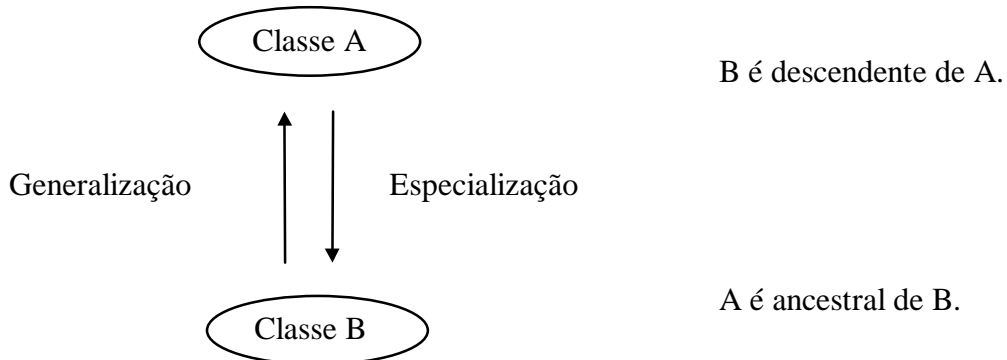 Classe A
B é descendente de A.
Generalização
Especialização
A é ancestral de B.
Classe B